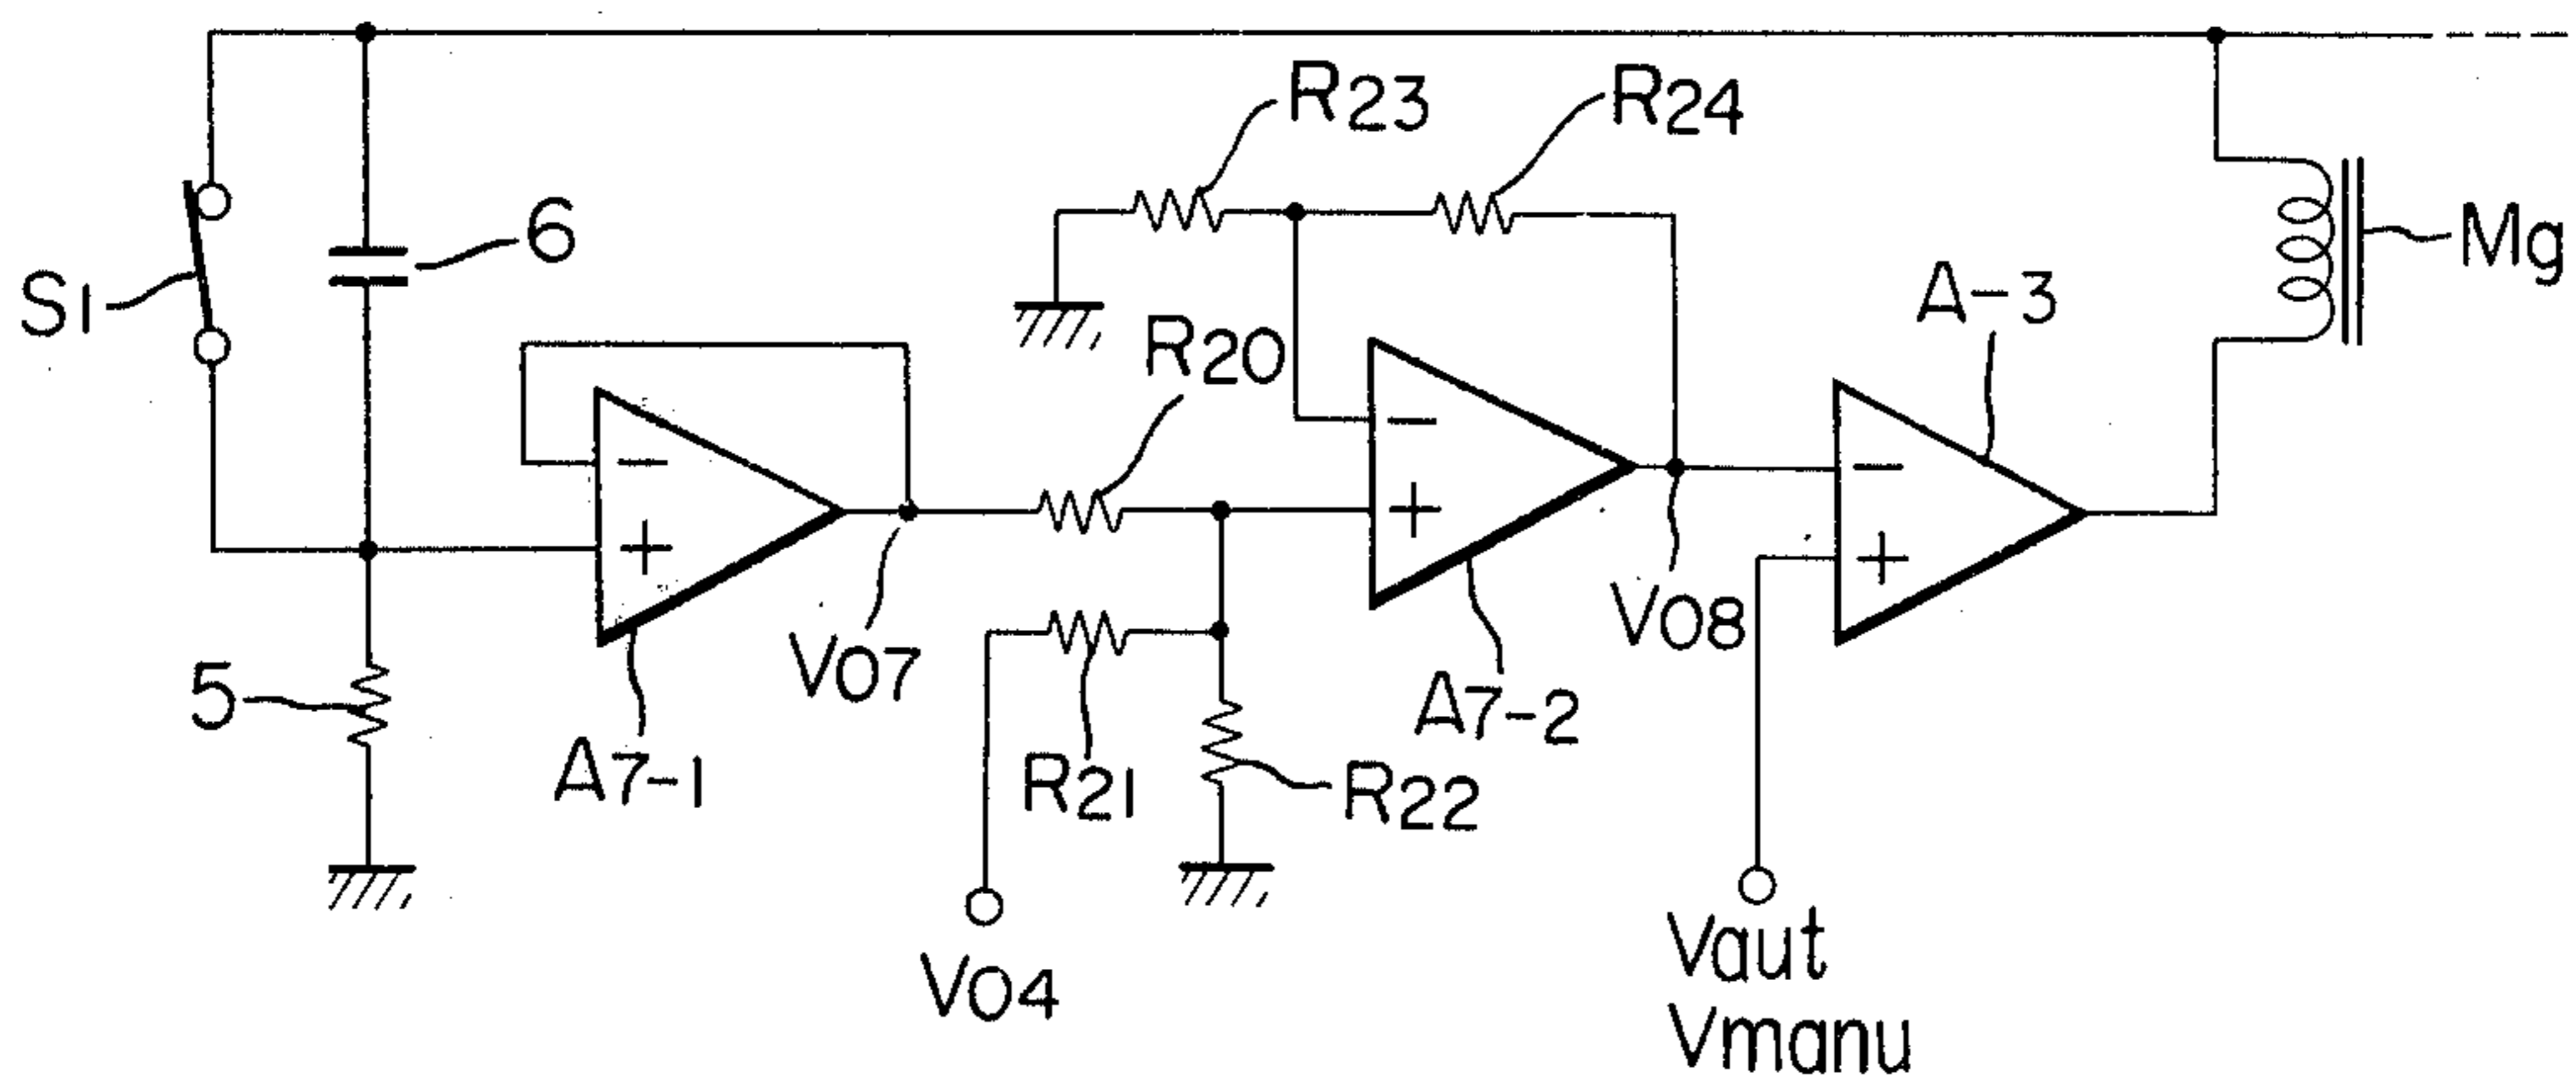 R23
R24
6
Mg
S1
A-3
R20
V08
5
V07
A7-2
A7-1
R21
R22
Vaut
V04
Vmanu